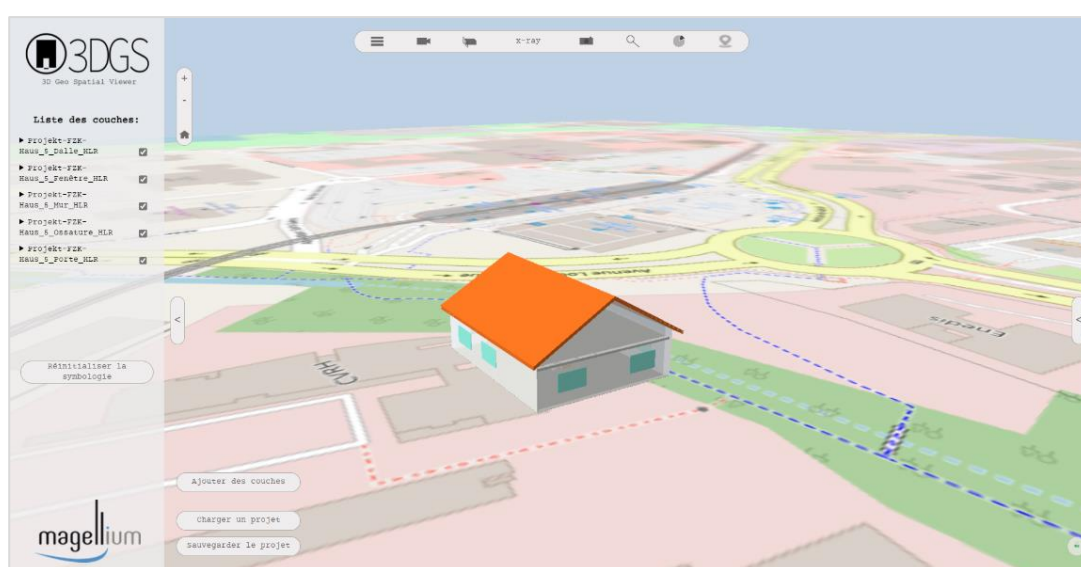 3DGS
3D Geo Spatial Viewer
x-ray
+
-
Liste des couches:
Projekt-FZK-
Haus_5_Dalle_HLR
Projekt-FZK-
Haus_5_Fenêtre_HLR
Projekt-FZK-
Haus_5_Mur_HLR
Projekt-FZK-
Haus_5_Ossature_HLR
Projekt-FZK-
Haus_5_Porte_HLR
<
<
Avenue
Enedis
CVRH
Réinitialiser la
symbologie
Ajouter des couches
Charger un projet
Sauvegarder le projet
magellium